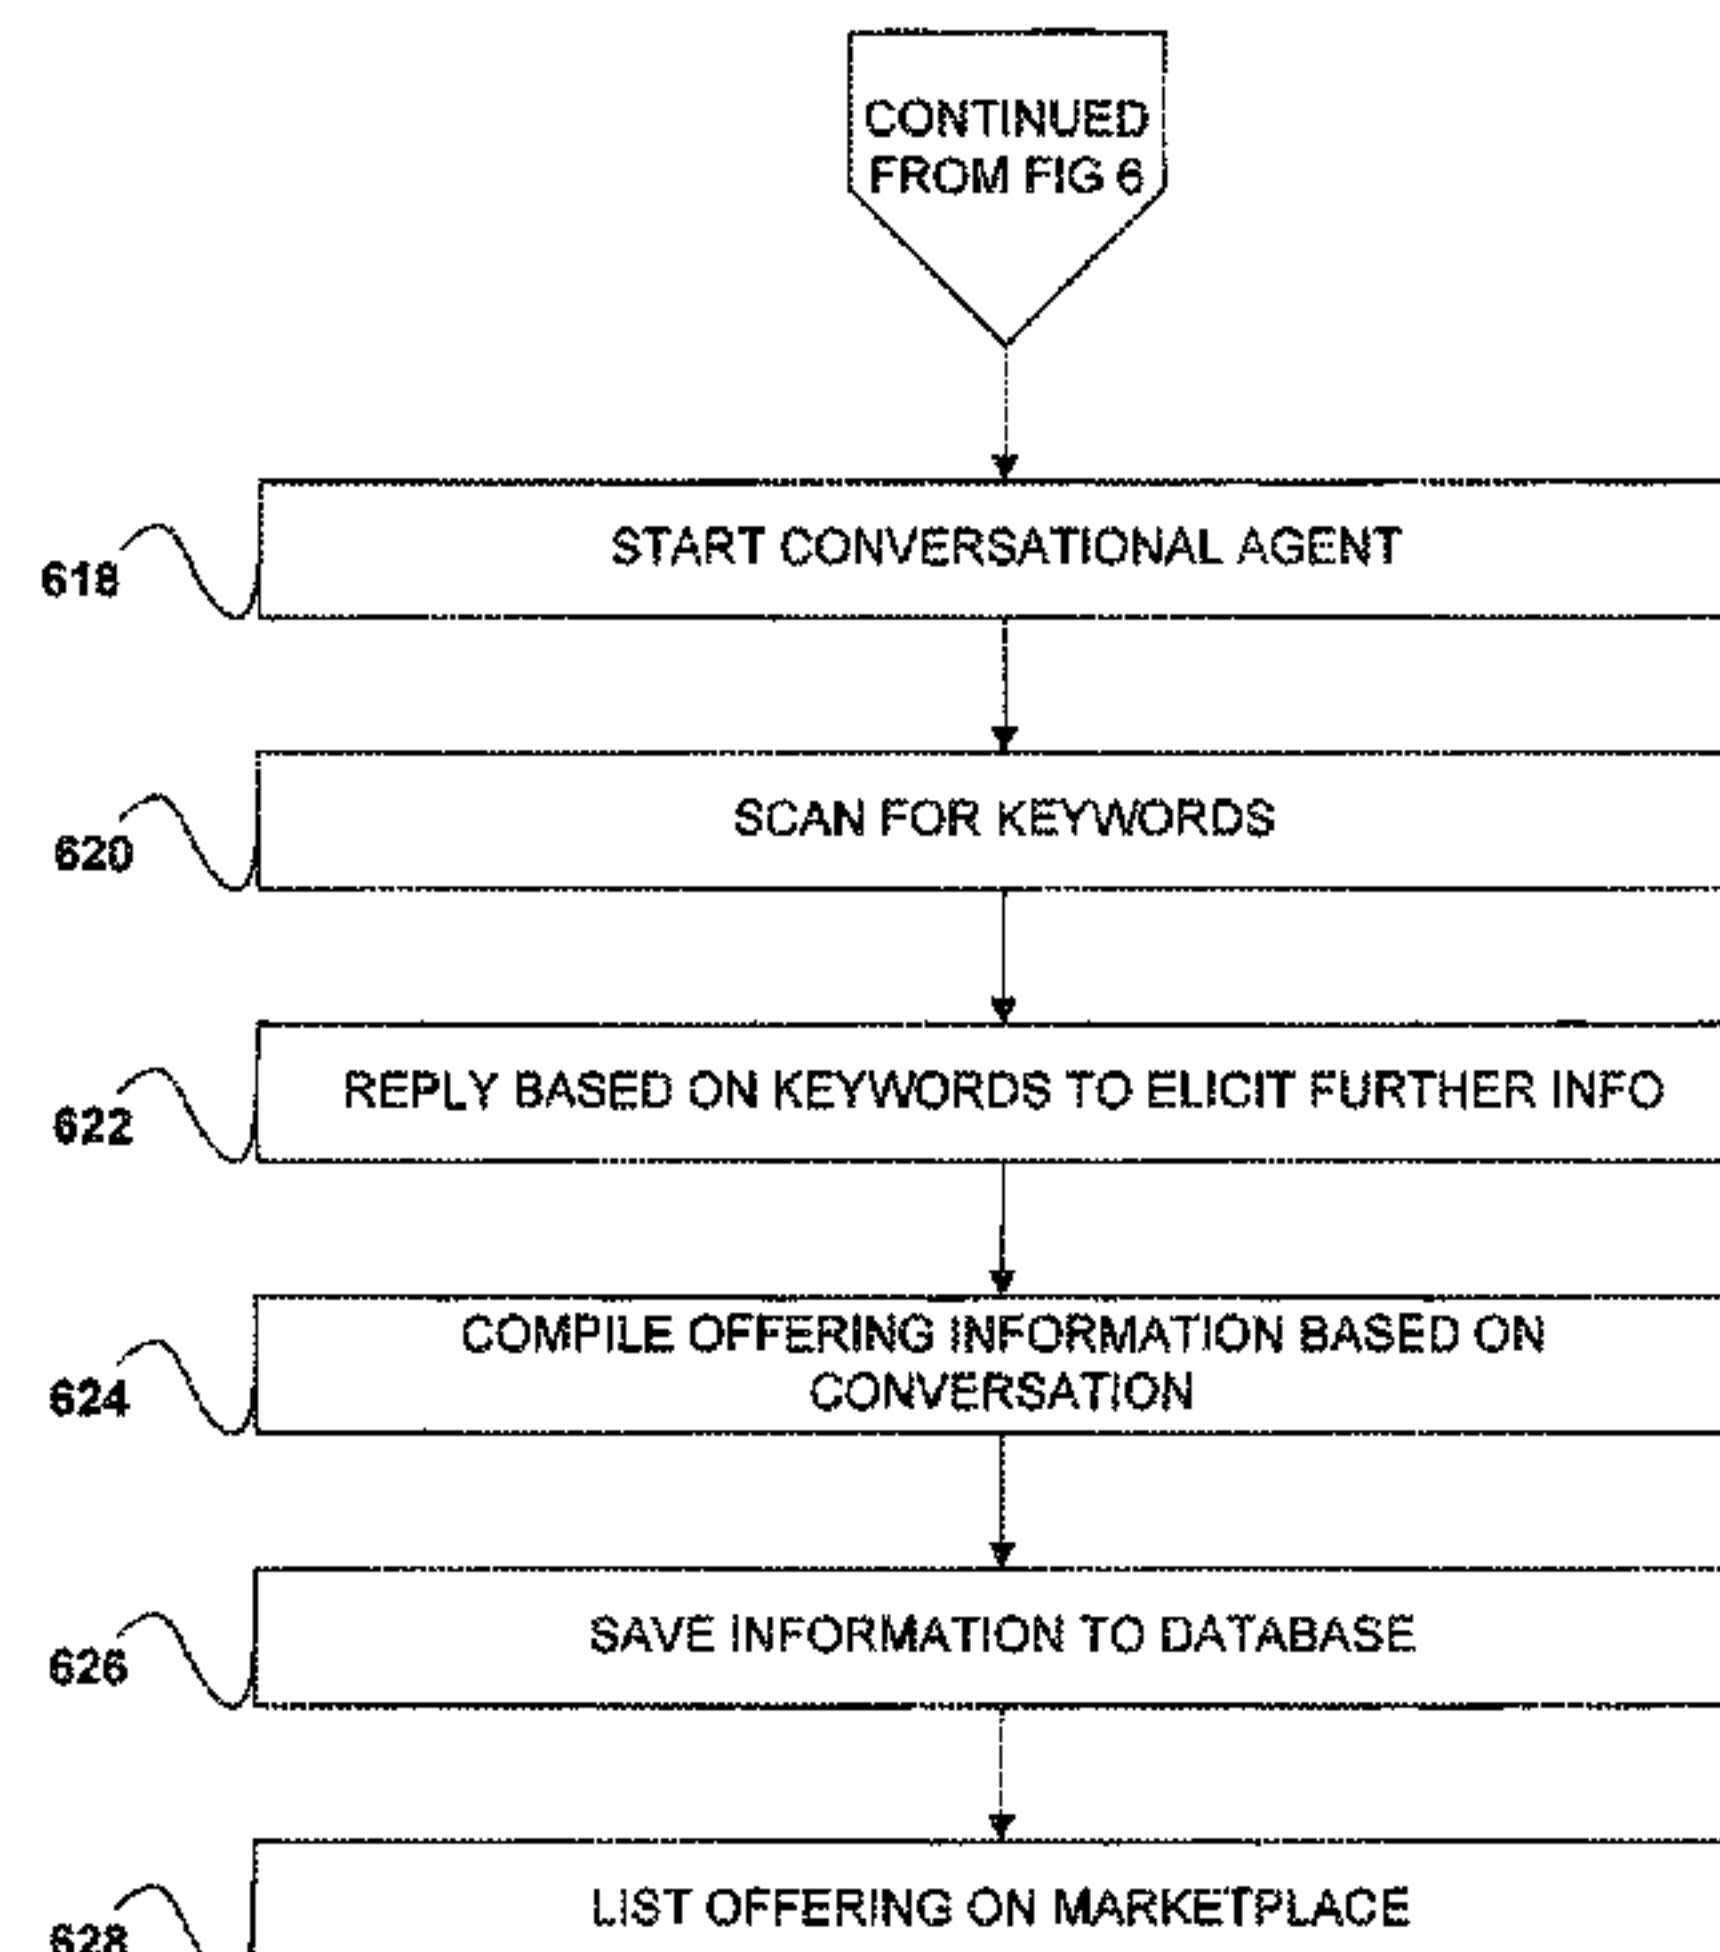 CONTINUED
FROM FIG 6
START CONVERSATIONAL AGENT
618
SCAN FOR KEYWORDS
620
REPLY BASED ON KEYWORDS TO ELICIT FURTHER INFO
622
COMPILE OFFERING INFORMATION BASED ON
CONVERSATION
624
SAVE INFORMATION TO DATABASE
626
LIST OFFERING ON MARKETPLACE
628